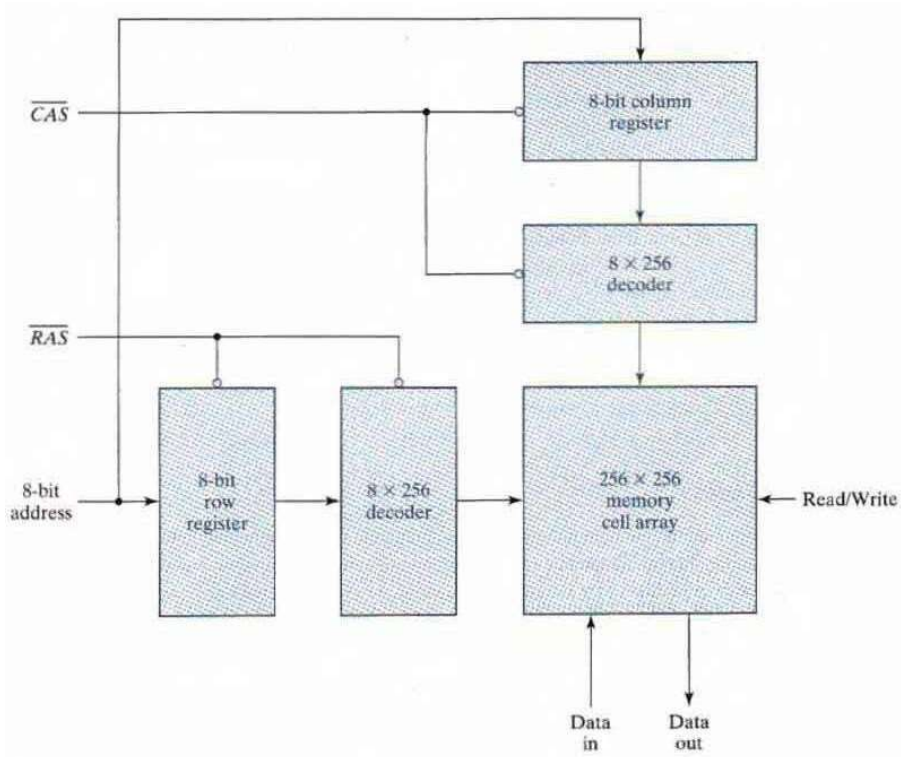 8-bit column
register
CAS
8 × 256
decoder
RAS
8-bit
address
8-bit
row
register
8 × 256
decoder
256 × 256
memory
cell array
Read/Write
Data
in
Data
out